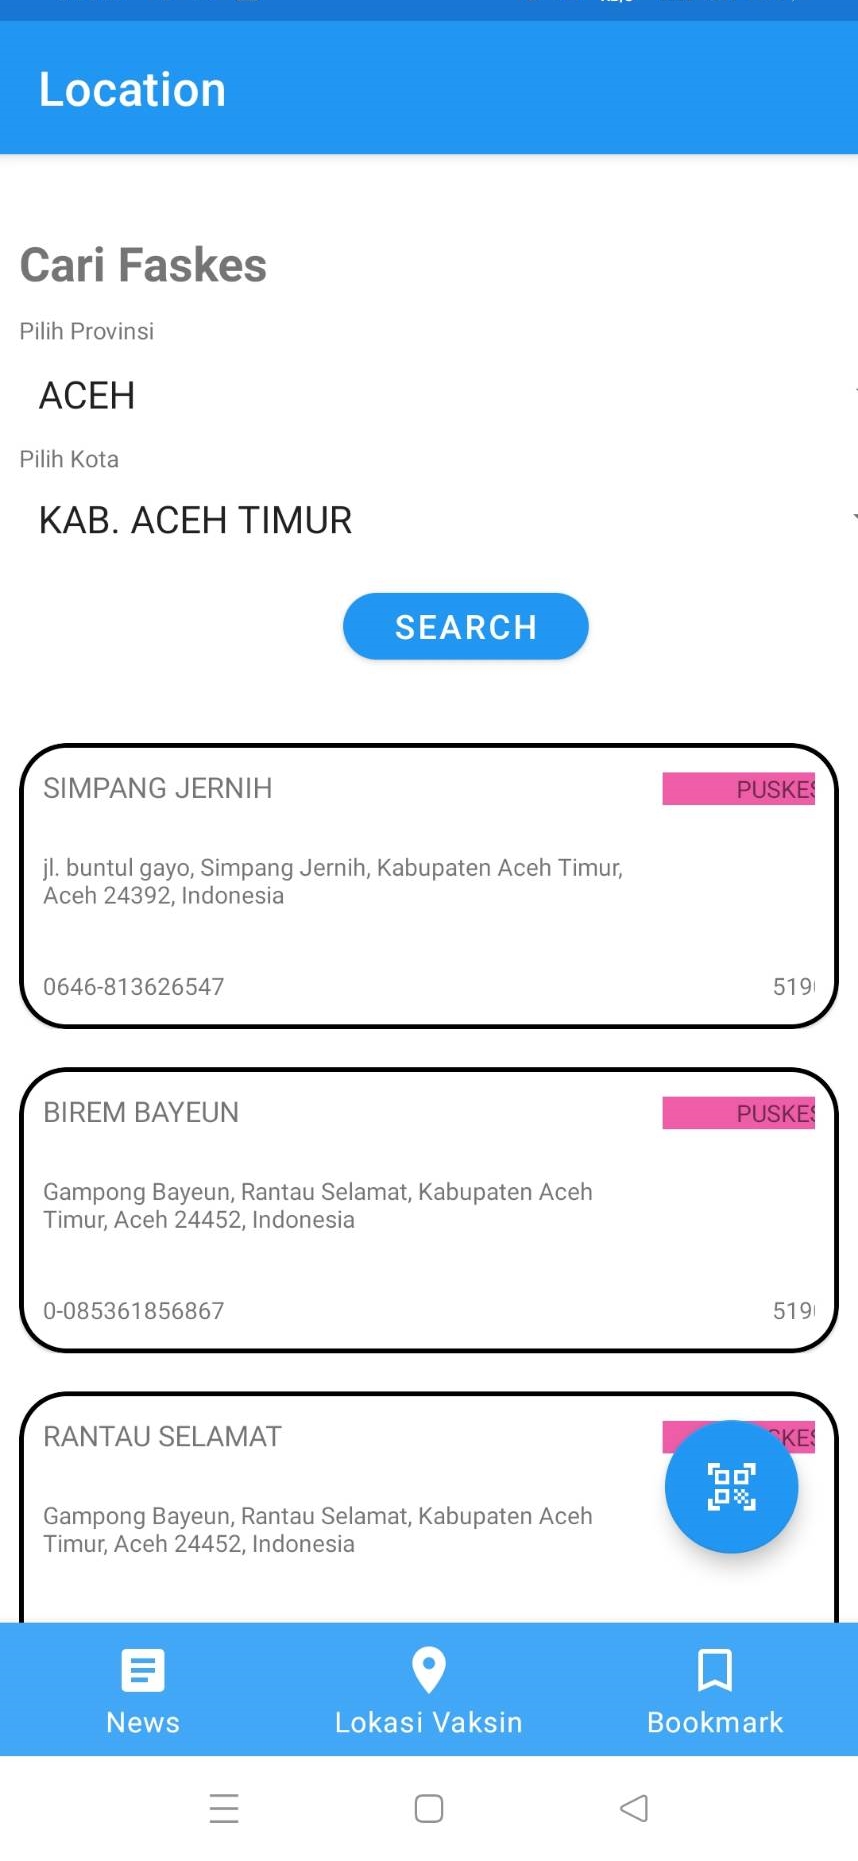 Location
Cari Faskes
Pilih Provinsi
ACEH
Pilih Kota
KAB. ACEH TIMUR
SEARCH
SIMPANG JERNIH
PUSKES
jl. buntul gayo, Simpang Jernih, Kabupaten Aceh Timur,
Aceh 24392, Indonesia
0646-813626547
519
BIREM BAYEUN
PUSKES
Gampong Bayeun, Rantau Selamat, Kabupaten Aceh
Timur, Aceh 24452, Indonesia
0-085361856867
519
RANTAU SELAMAT
KES
Gampong Bayeun, Rantau Selamat, Kabupaten Aceh
Timur, Aceh 24452, Indonesia
News
Lokasi Vaksin
Bookmark